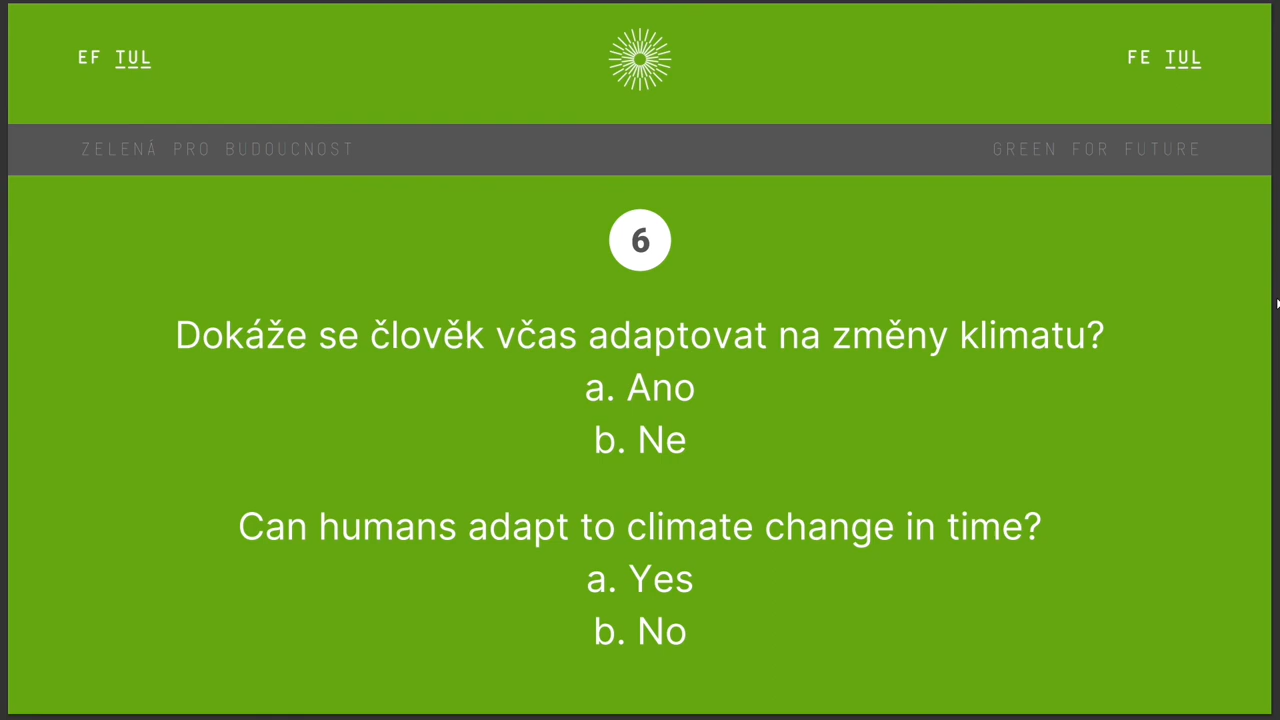 EF TUL
FE TUL
ZELENÁ PRO BUDOUCNOST
GREEN FOR FUTURE
6
Dokáže se člověk včas adaptovat na změny klimatu?
a. Ano
b. Ne
Can humans adapt to climate change in time?
a. Yes
b. No